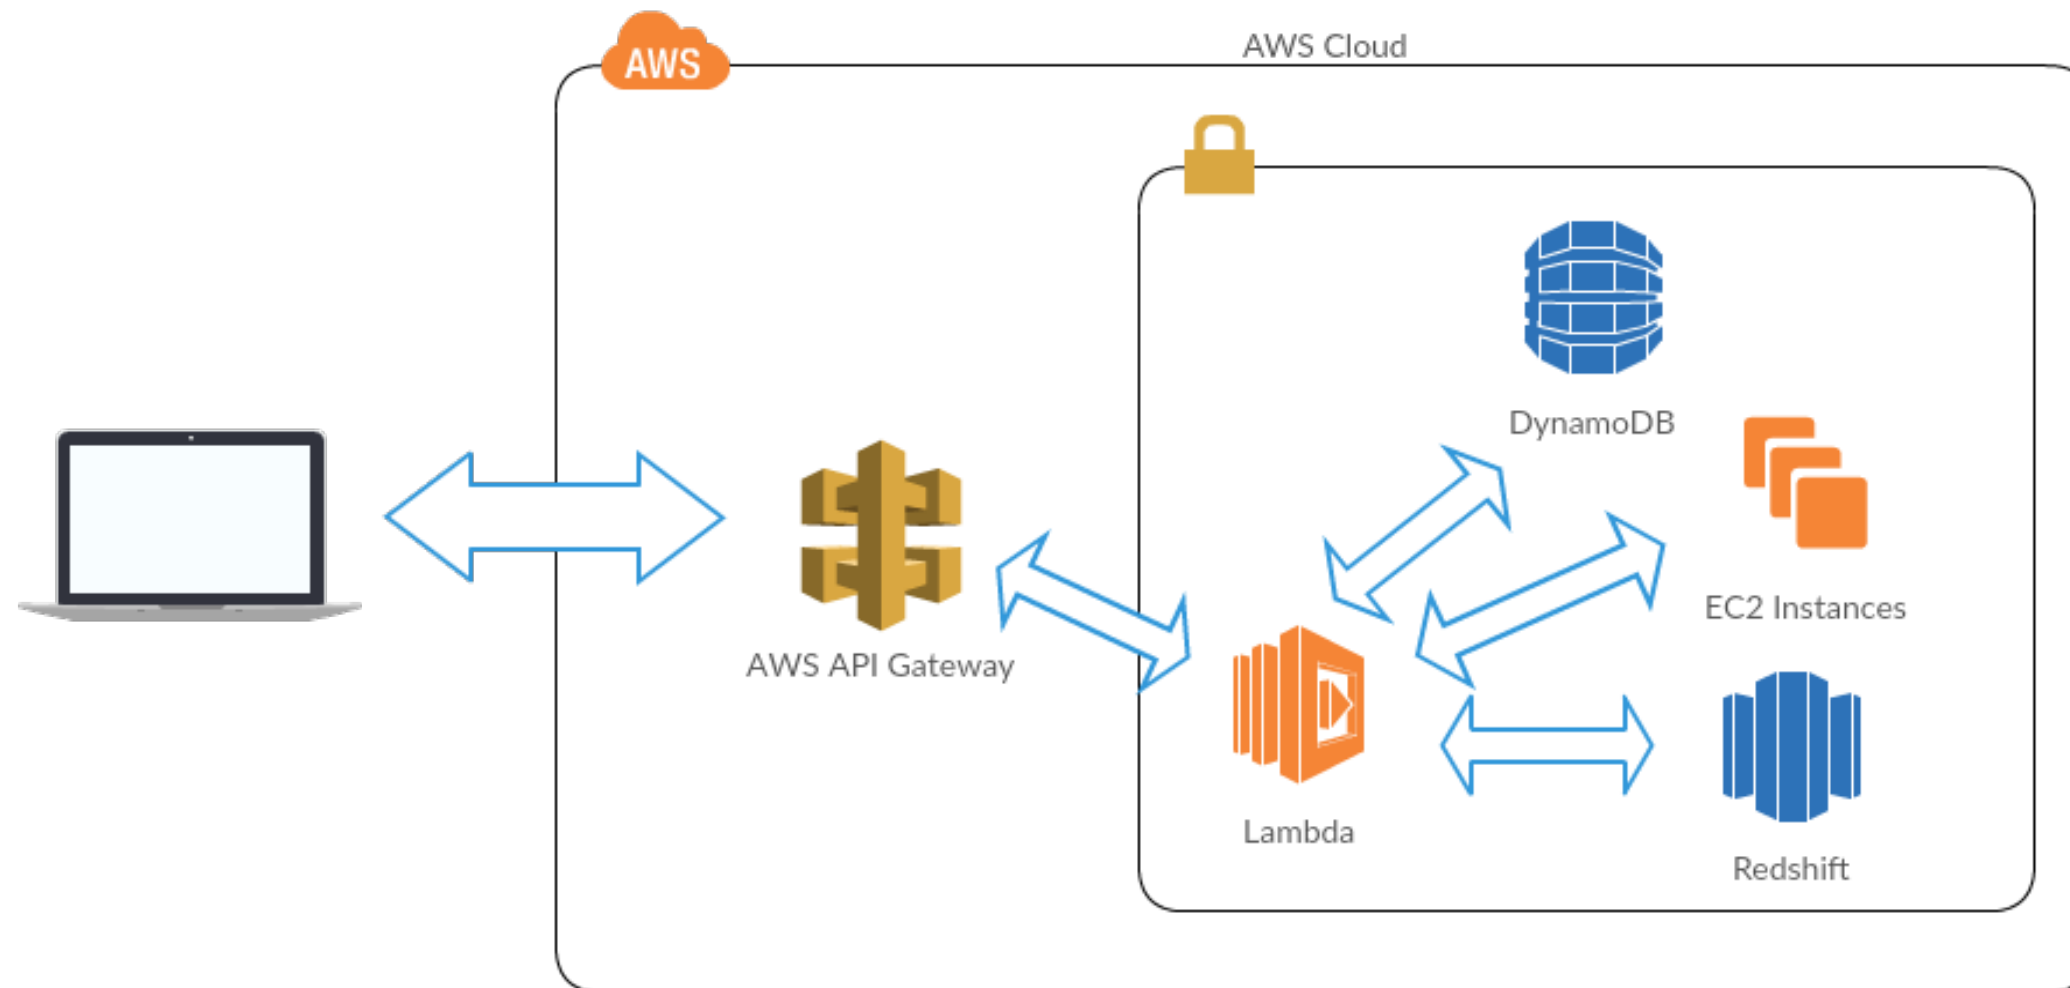 AWS
AWS Cloud
DynamoDB
EC2 Instances
AWS API Gateway
Lambda
Redshift